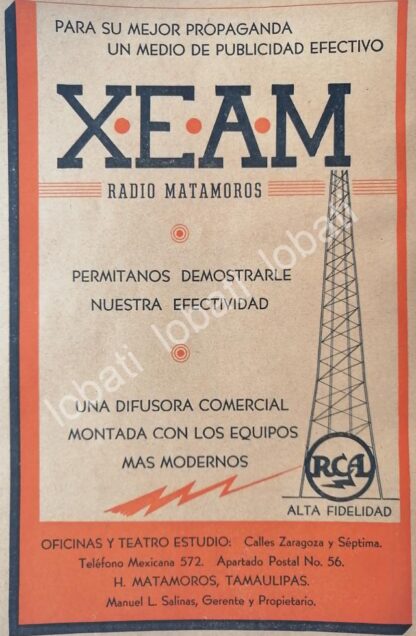 PARA SU MEJOR PROPAGANDA
UN MEDIO DE PUBLICIDAD EFECTIVO
X·E·A·M
RADIO MATAMOROS
PERMITANOS DEMOSTRARLE
NUESTRA EFECTIVIDAD
UNA DIFUSORA COMERCIAL
MONTADA CON LOS EQUIPOS
MAS MODERNOS
RCA
ALTA FIDELIDAD
OFICINAS Y TEATRO ESTUDIO: Calles Zaragoza y Séptima.
Teléfono Mexicana 572. Apartado Postal No. 56.
H. MATAMOROS, TAMAULIPAS.
Manuel L. Salinas, Gerente y Propietario.
lobati lobati lobati